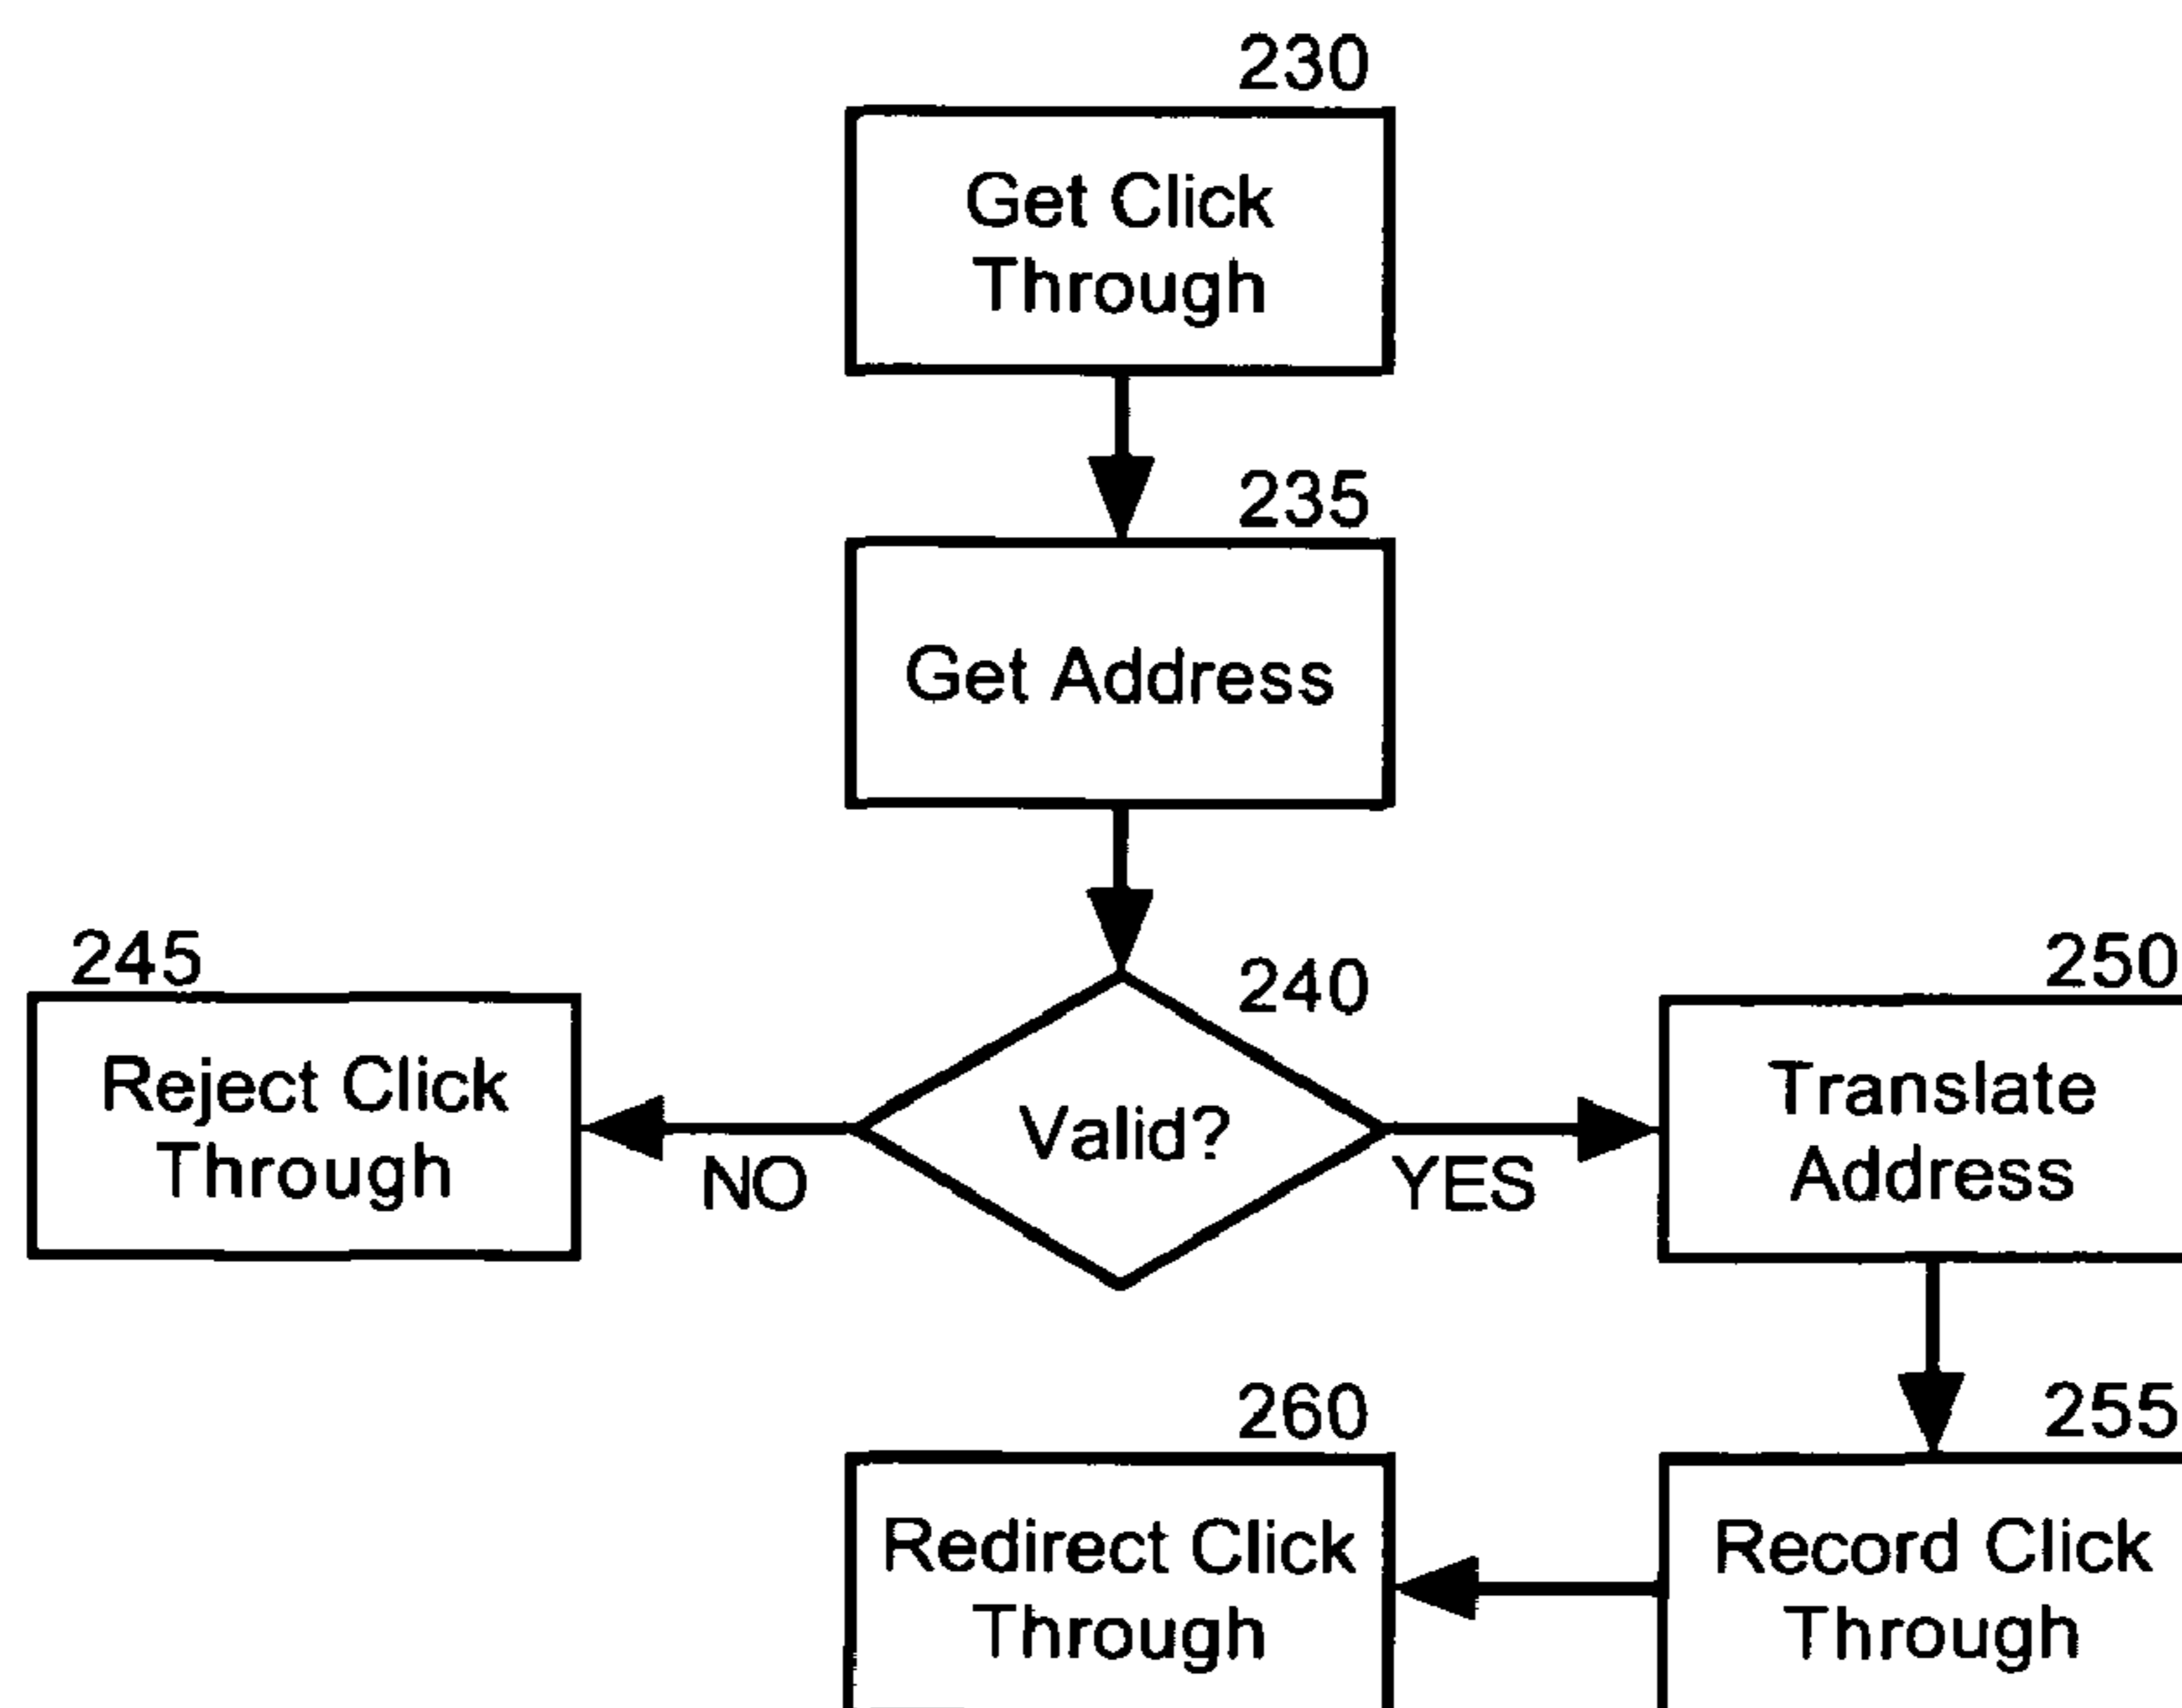 230
Get Click
Through
235
Get Address
240
Valid?
245
Reject Click
Through
NO
YES
250
Translate
Address
255
Record Click
Through
260
Redirect Click
Through